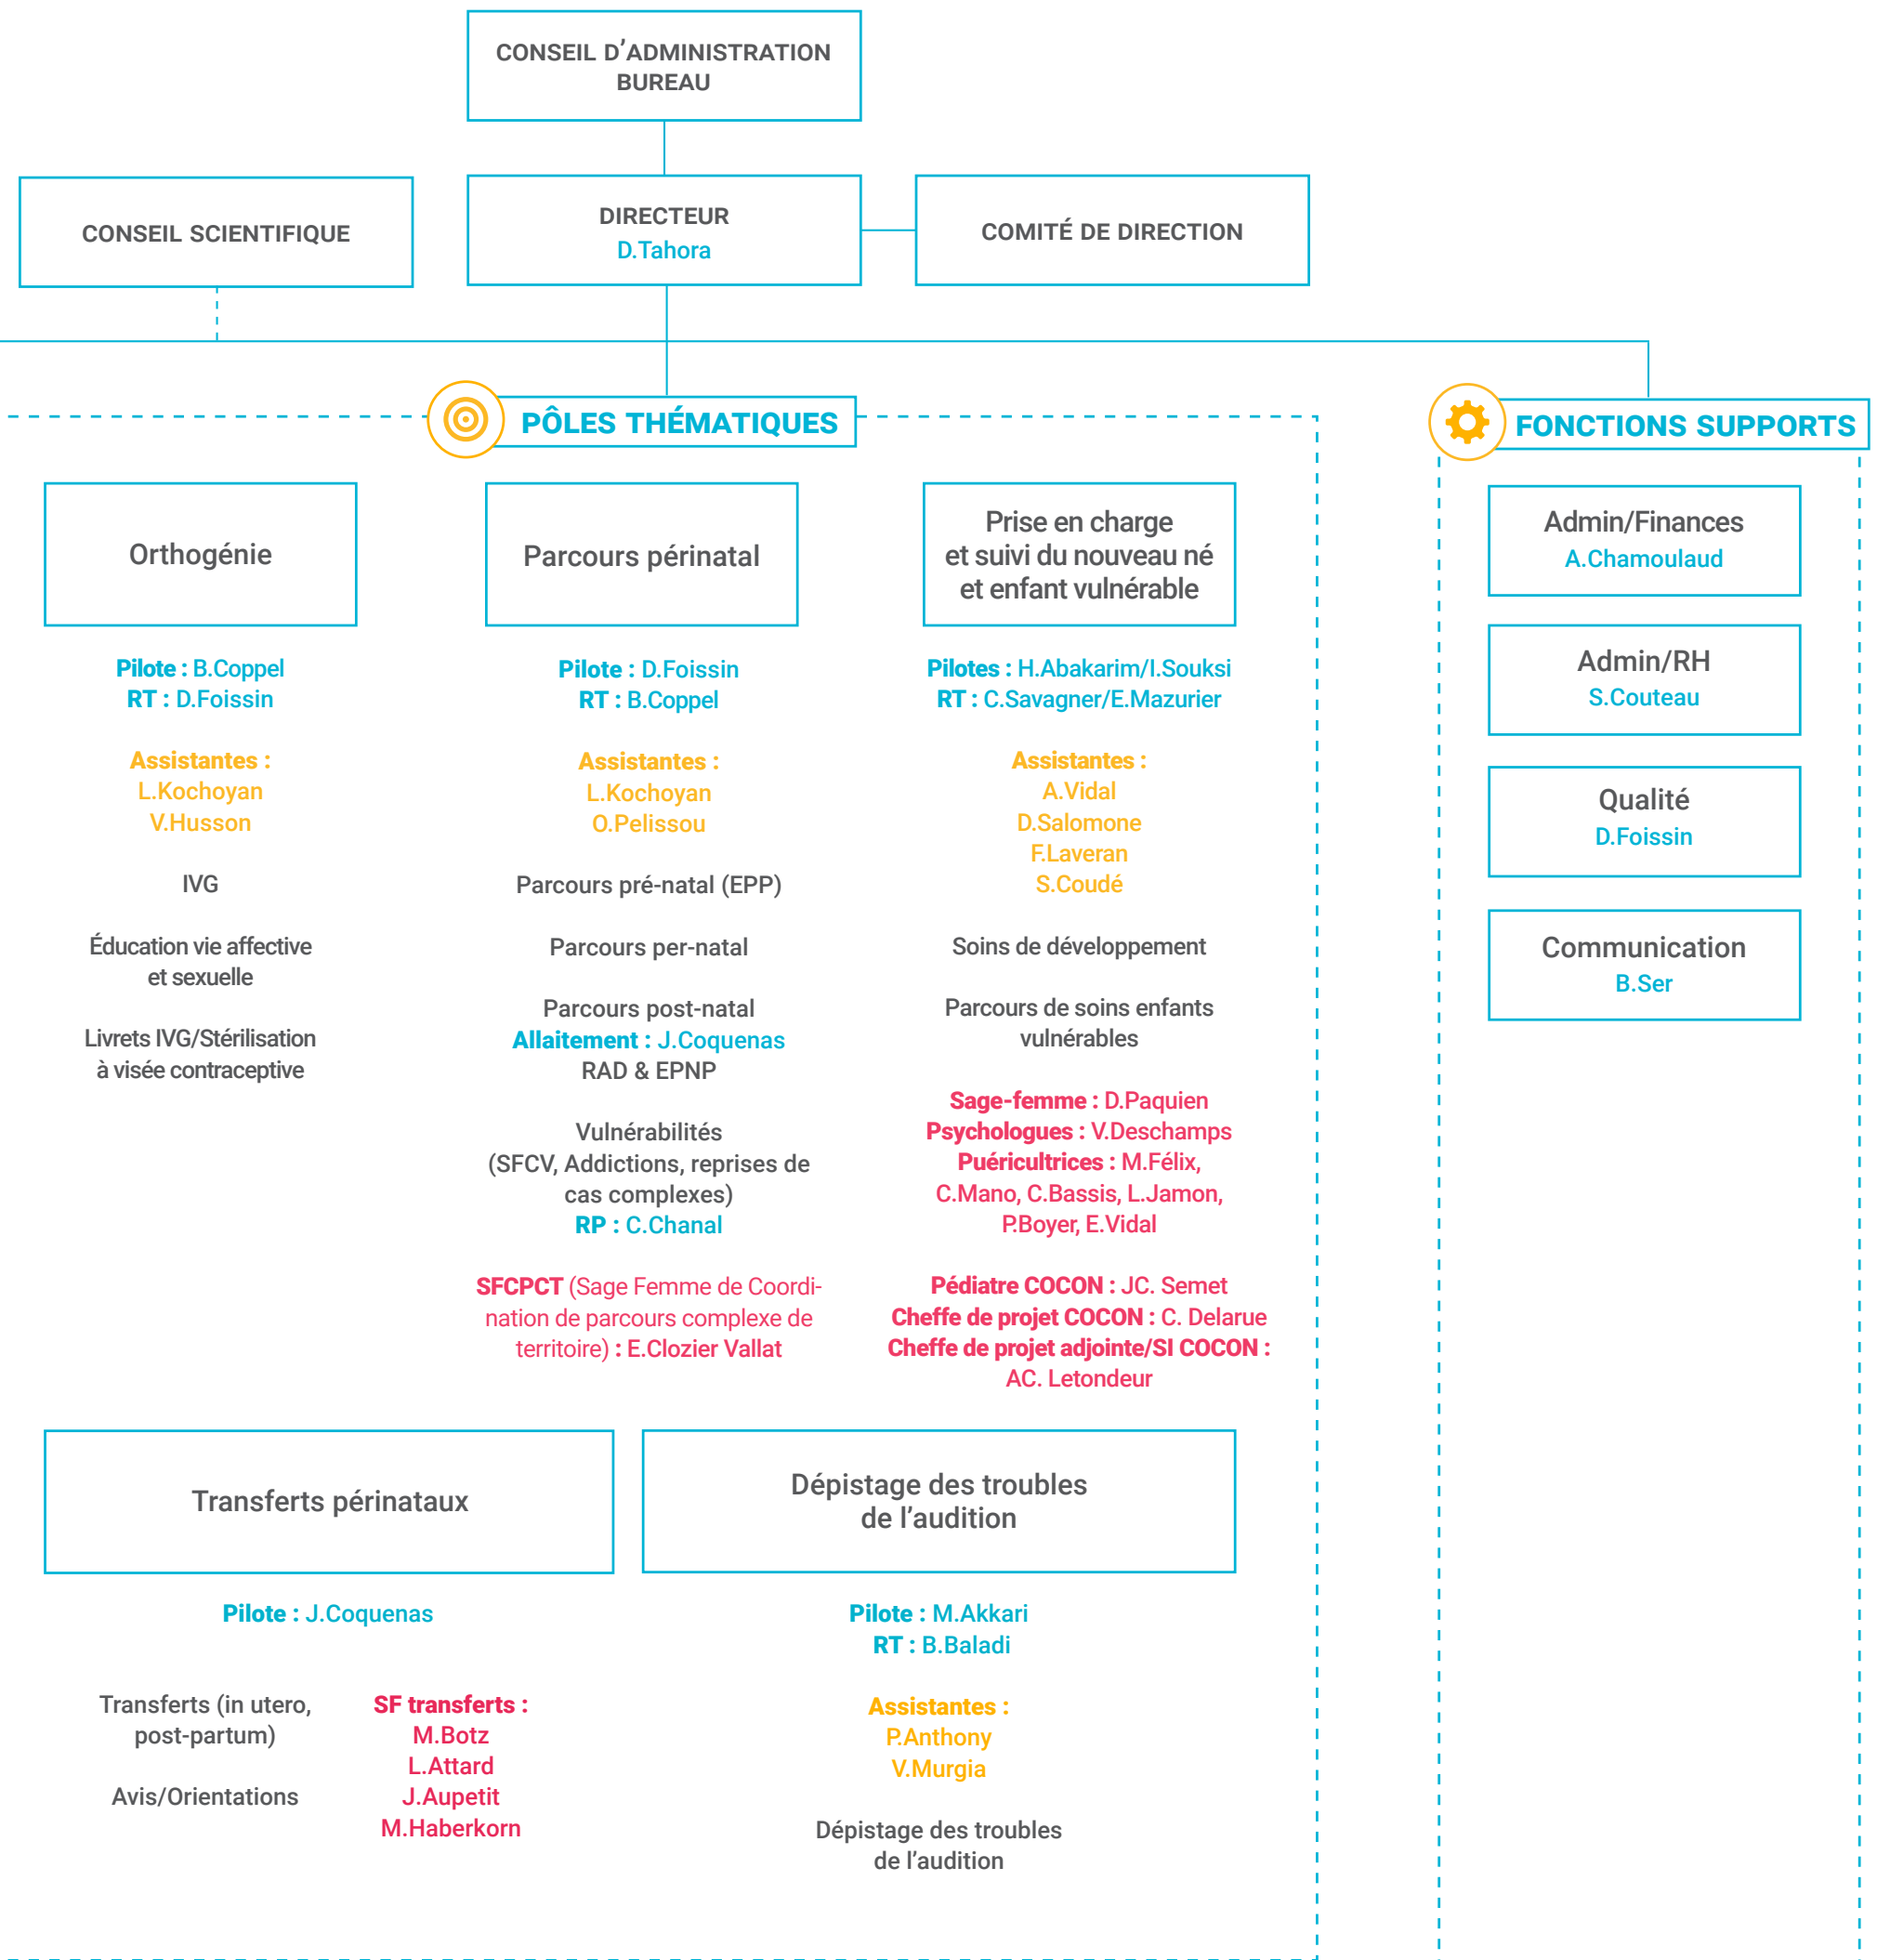 CONSEIL D'ADMINISTRATION
BUREAU
CONSEIL SCIENTIFIQUE
DIRECTEUR
D.Tahora
COMITÉ DE DIRECTION
PÔLES THÉMATIQUES
Orthogénie
Pilote : B.Coppel
RT : D.Foissin
Assistantes :
L.Kochoyan
V.Husson
IVG
Éducation vie affective
et sexuelle
Livrets IVG/Stérilisation
à visée contraceptive
Parcours périnatal
Pilote : D.Foissin
RT : B.Coppel
Assistantes :
L.Kochoyan
O.Pelissou
Parcours pré-natal (EPP)
Parcours per-natal
Parcours post-natal
Allaitement : J.Coquenas
RAD & EPNP
Vulnérabilités
(SFCV, Addictions, reprises de
cas complexes)
RP : C.Chanal
SFCPCT (Sage Femme de Coordi-
nation de parcours complexe de
territoire) : E.Clozier Vallat
Prise en charge
et suivi du nouveau né
et enfant vulnérable
Pilotes : H.Abakarim/I.Souksi
RT : C.Savagner/E.Mazurier
Assistantes :
A.Vidal
D.Salomone
F.Laveran
S.Coudé
Soins de développement
Parcours de soins enfants
vulnérables
Sage-femme : D.Paquien
Psychologues : V.Deschamps
Puéricultrices : M.Félix,
C.Mano, C.Bassis, L.Jamon,
P.Boyer, E.Vidal
Pédiatre COCON : JC. Semet
Cheffe de projet COCON : C. Delarue
Cheffe de projet adjointe/SI COCON :
AC. Letondeur
Transferts périnataux
Pilote : J.Coquenas
Transferts (in utero,
post-partum)
Avis/Orientations
SF transferts :
M.Botz
L.Attard
J.Aupetit
M.Haberkorn
Dépistage des troubles
de l'audition
Pilote : M.Akkari
RT : B.Baladi
Assistantes :
P.Anthony
V.Murgia
Dépistage des troubles
de l'audition
FONCTIONS SUPPORTS
Admin/Finances
A.Chamoulaud
Admin/RH
S.Couteau
Qualité
D.Foissin
Communication
B.Ser